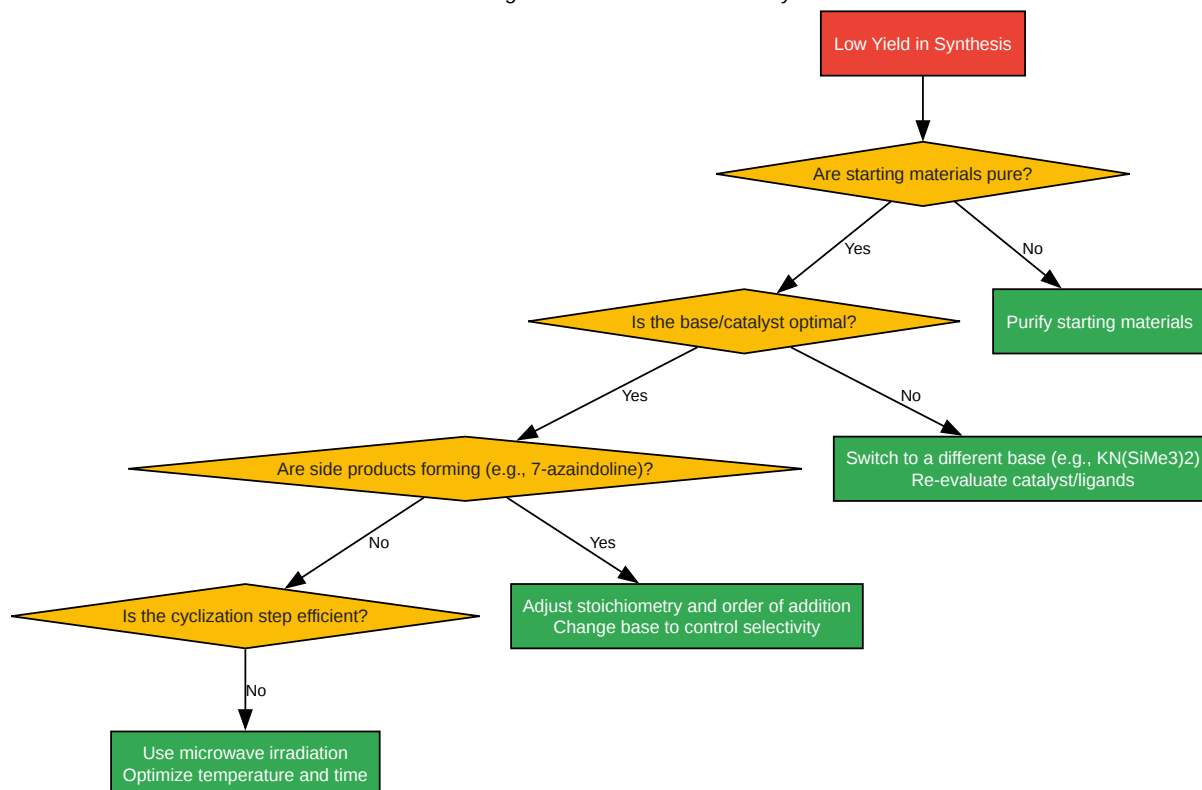 Low Yield in Synthesis
Are starting materials pure?
Yes
No
Is the base/catalyst optimal?
Purify starting materials
Yes
No
Are side products forming (e.g., 7-azaindoline)?
Switch to a different base (e.g., KN(SiMe3)2)
Re-evaluate catalyst/ligands
No
Yes
Is the cyclization step efficient?
Adjust stoichiometry and order of addition
Change base to control selectivity
No
Use microwave irradiation
Optimize temperature and time